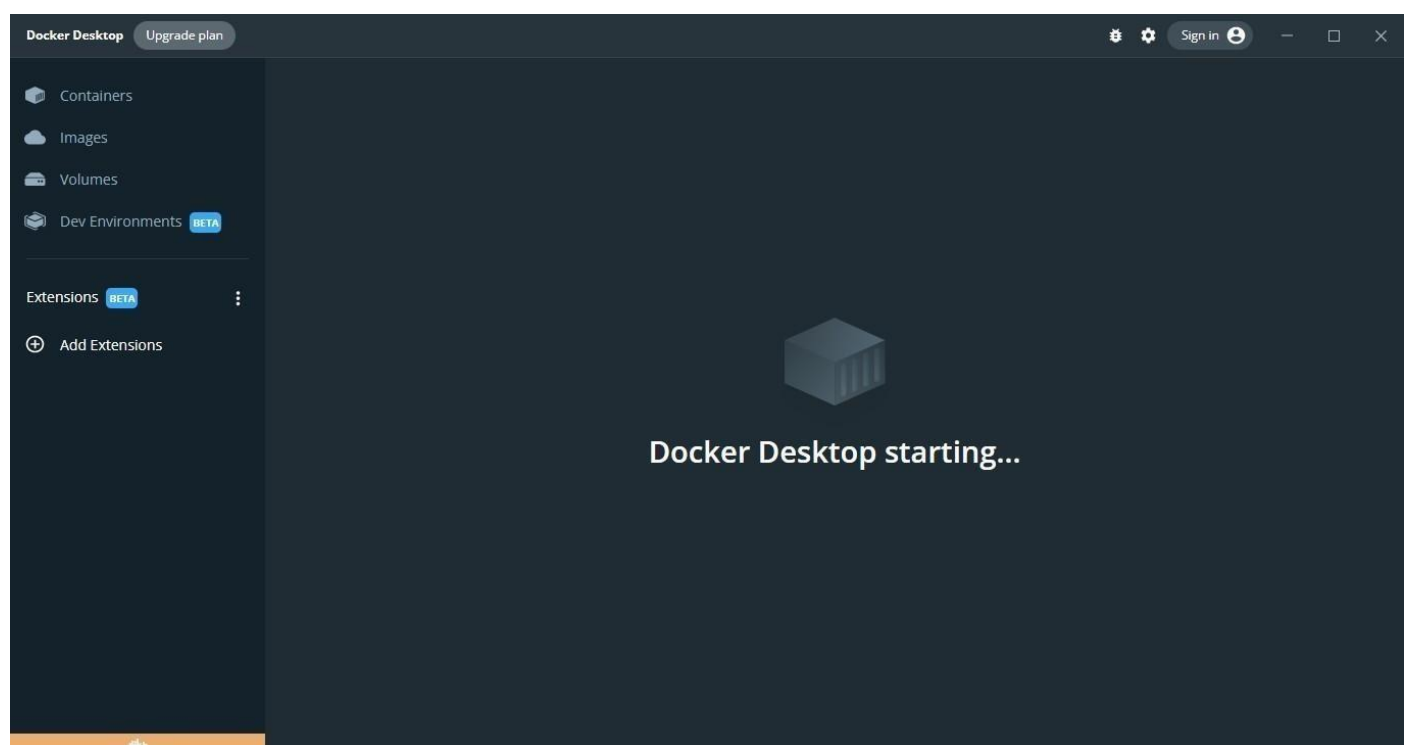 Docker Desktop Upgrade plan Sign in
Containers
Images
Volumes
Dev Environments BETA
Extensions BETA
Add Extensions
Docker Desktop starting...